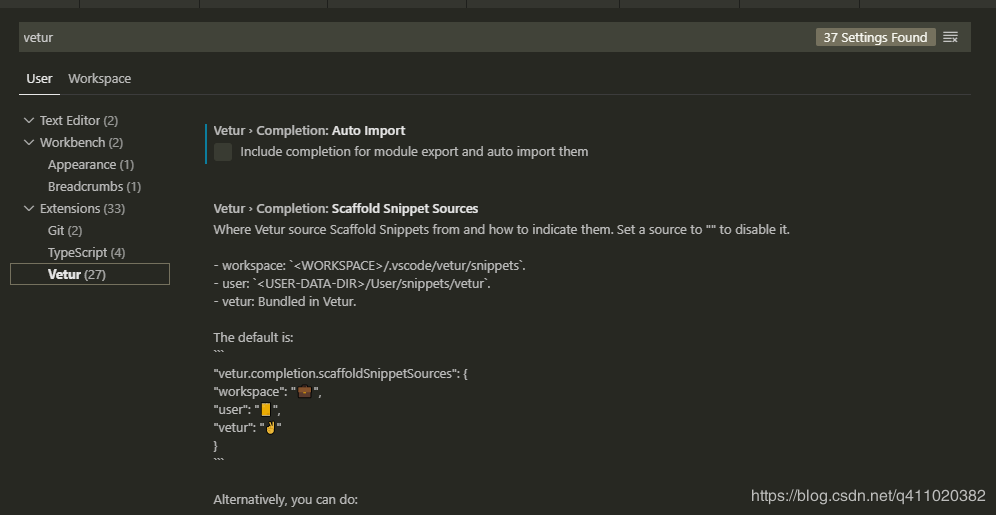 vetur
37 Settings Found
User
Workspace
Text Editor (2)
Workbench (2)
Appearance (1)
Breadcrumbs (1)
Extensions (33)
Git (2)
TypeScript (4)
Vetur (27)
Vetur › Completion: Auto Import
Include completion for module export and auto import them
Vetur › Completion: Scaffold Snippet Sources
Where Vetur source Scaffold Snippets from and how to indicate them. Set a source to "" to disable it.
- workspace: `<WORKSPACE>/.vscode/vetur/snippets`.
- user: `<USER-DATA-DIR>/User/snippets/vetur`.
- vetur: Bundled in Vetur.
The default is:
```
"vetur.completion.scaffoldSnippetSources": {
"workspace": "💼",
"user": "📒",
"vetur": "✌"
}
```
Alternatively, you can do:
https://blog.csdn.net/q411020382